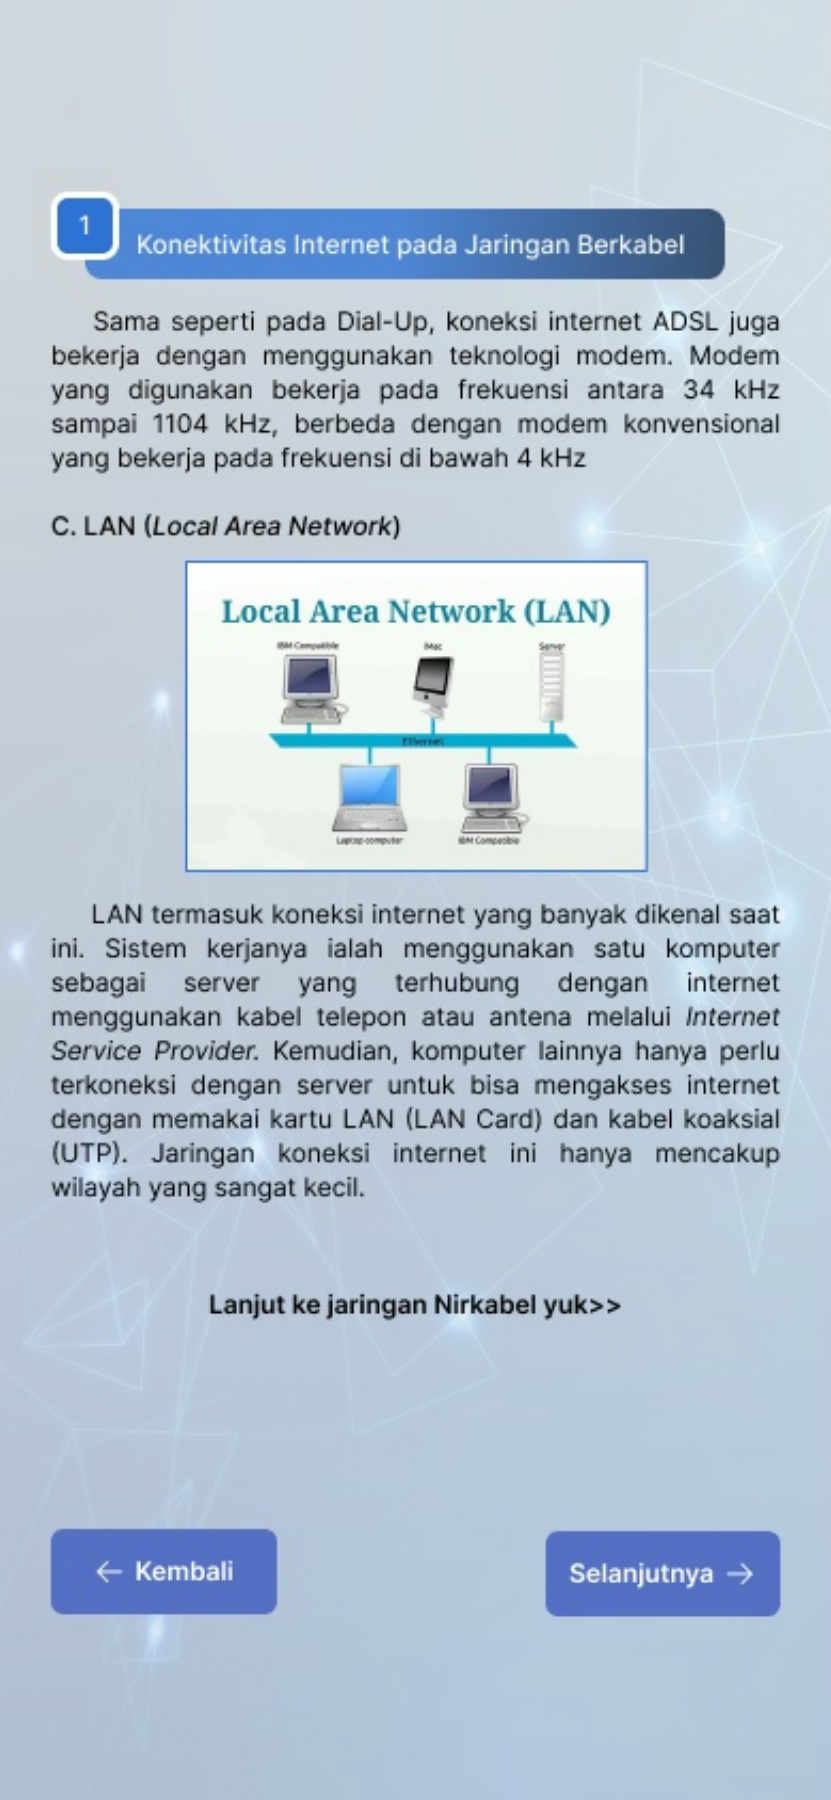 1
Konektivitas Internet pada Jaringan Berkabel
Sama seperti pada Dial-Up, koneksi internet ADSL juga
bekerja dengan menggunakan teknologi modem. Modem
yang digunakan bekerja pada frekuensi antara 34 kHz
sampai 1104 kHz, berbeda dengan modem konvensional
yang bekerja pada frekuensi di bawah 4 kHz
C. LAN (Local Area Network)
Local Area Network (LAN)
IBM Compatible
iMac
Server
Ethernet
Laptop computer
IBM Compatible
LAN termasuk koneksi internet yang banyak dikenal saat
ini. Sistem kerjanya ialah menggunakan satu komputer
sebagai server yang terhubung dengan internet
menggunakan kabel telepon atau antena melalui Internet
Service Provider. Kemudian, komputer lainnya hanya perlu
terkoneksi dengan server untuk bisa mengakses internet
dengan memakai kartu LAN (LAN Card) dan kabel koaksial
(UTP). Jaringan koneksi internet ini hanya mencakup
wilayah yang sangat kecil.
Lanjut ke jaringan Nirkabel yuk>>
← Kembali
Selanjutnya →